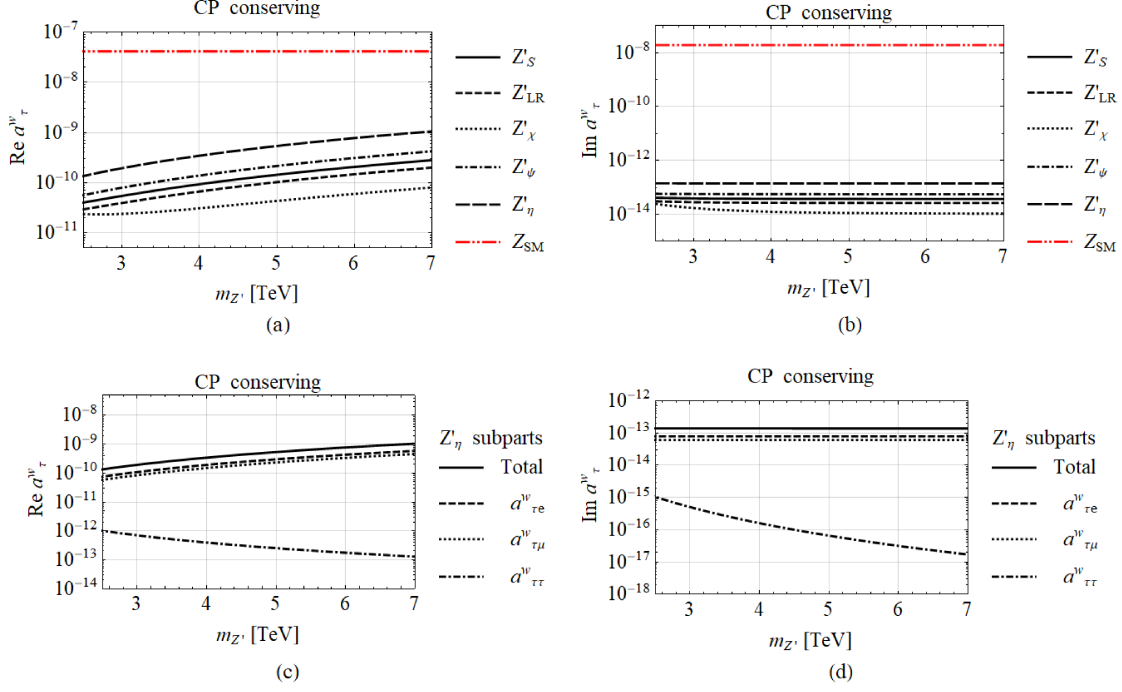 CP conserving
Re a^w_τ
10^-7
10^-8
10^-9
10^-10
10^-11
3 4 5 6 7
m_Z' [TeV]
Z'_S
Z'_LR
Z'_χ
Z'_ψ
Z'_η
Z_SM
(a)
CP conserving
Im a^w_τ
10^-8
10^-10
10^-12
10^-13
10^-14
3 4 5 6 7
m_Z' [TeV]
Z'_S
Z'_LR
Z'_χ
Z'_ψ
Z'_η
Z_SM
(b)
CP conserving
Re a^w_τ
10^-8
10^-9
10^-10
10^-11
10^-12
10^-13
10^-14
3 4 5 6 7
m_Z' [TeV]
Z'_η subparts
Total
a^w_τe
a^w_τμ
a^w_ττ
(c)
CP conserving
Im a^w_τ
10^-12
10^-13
10^-14
10^-15
10^-16
10^-17
10^-18
3 4 5 6 7
m_Z' [TeV]
Z'_η subparts
Total
a^w_τe
a^w_τμ
a^w_ττ
(d)